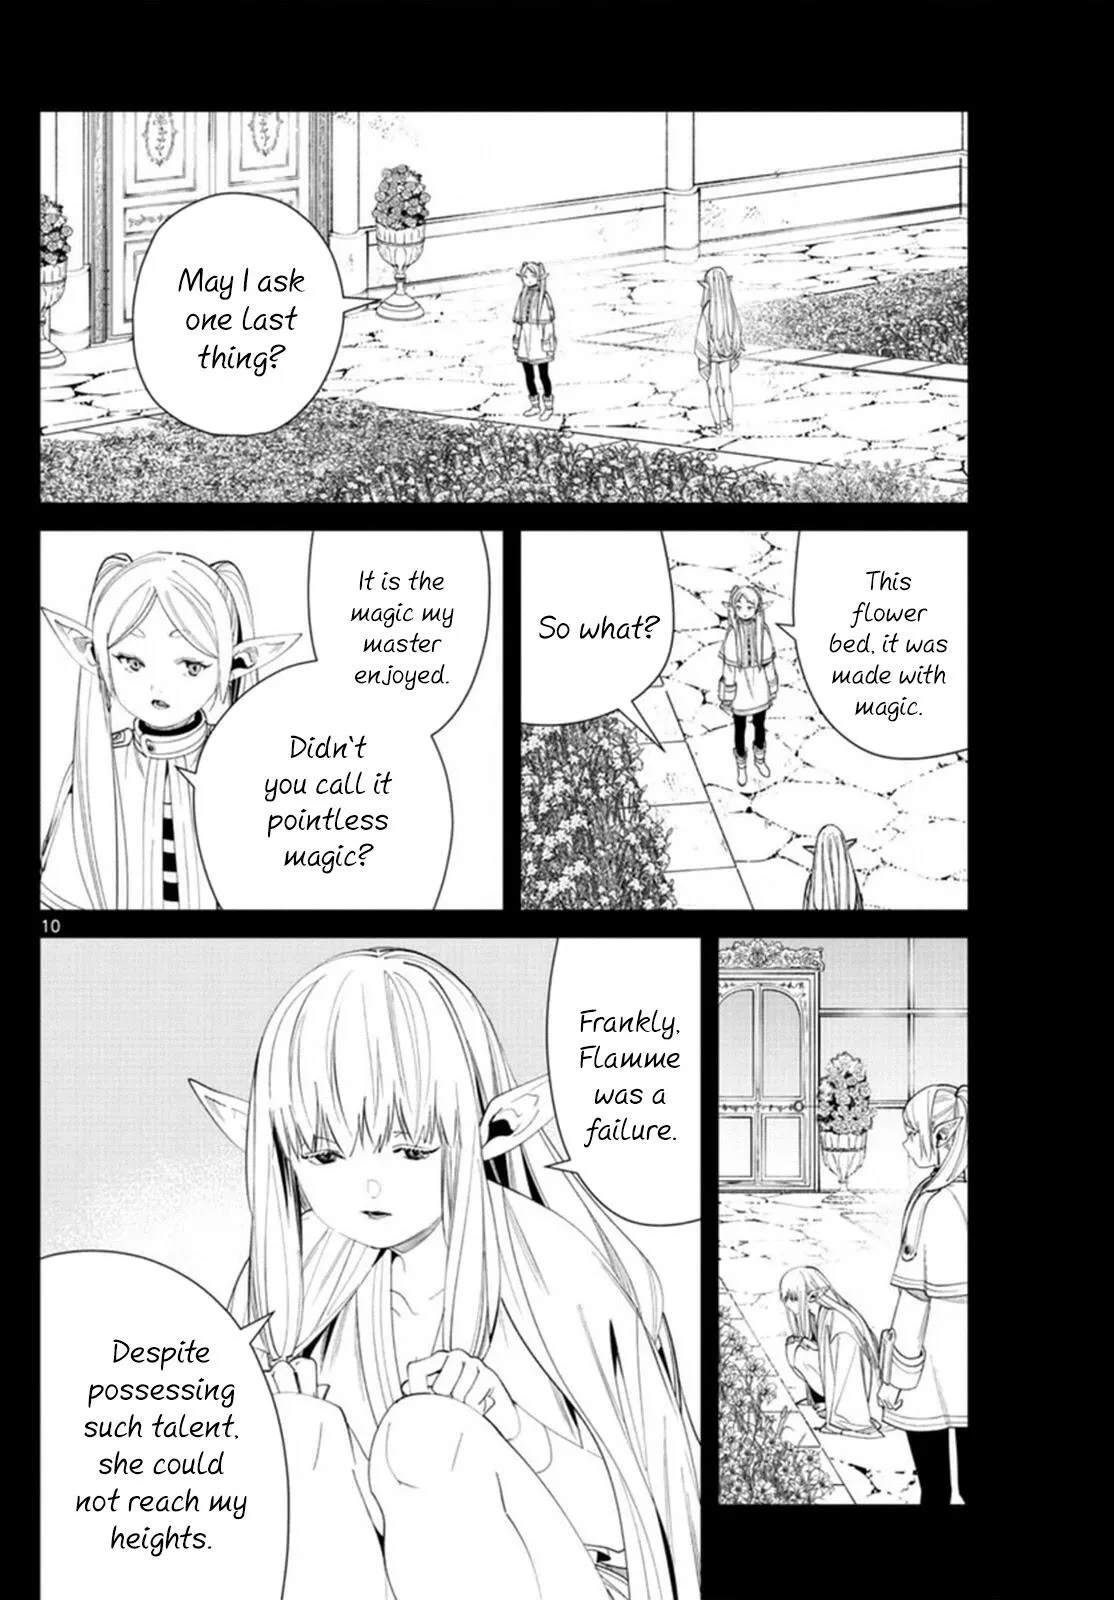 May I ask
one last
thing?
This
flower
bed, it was
made with
magic.
So what?
It is the
magic my
master
enjoyed.
Didn't
you call it
pointless
magic?
10
Frankly,
Flamme
was a
failure.
Despite
possessing
such talent,
she could
not reach my
heights.